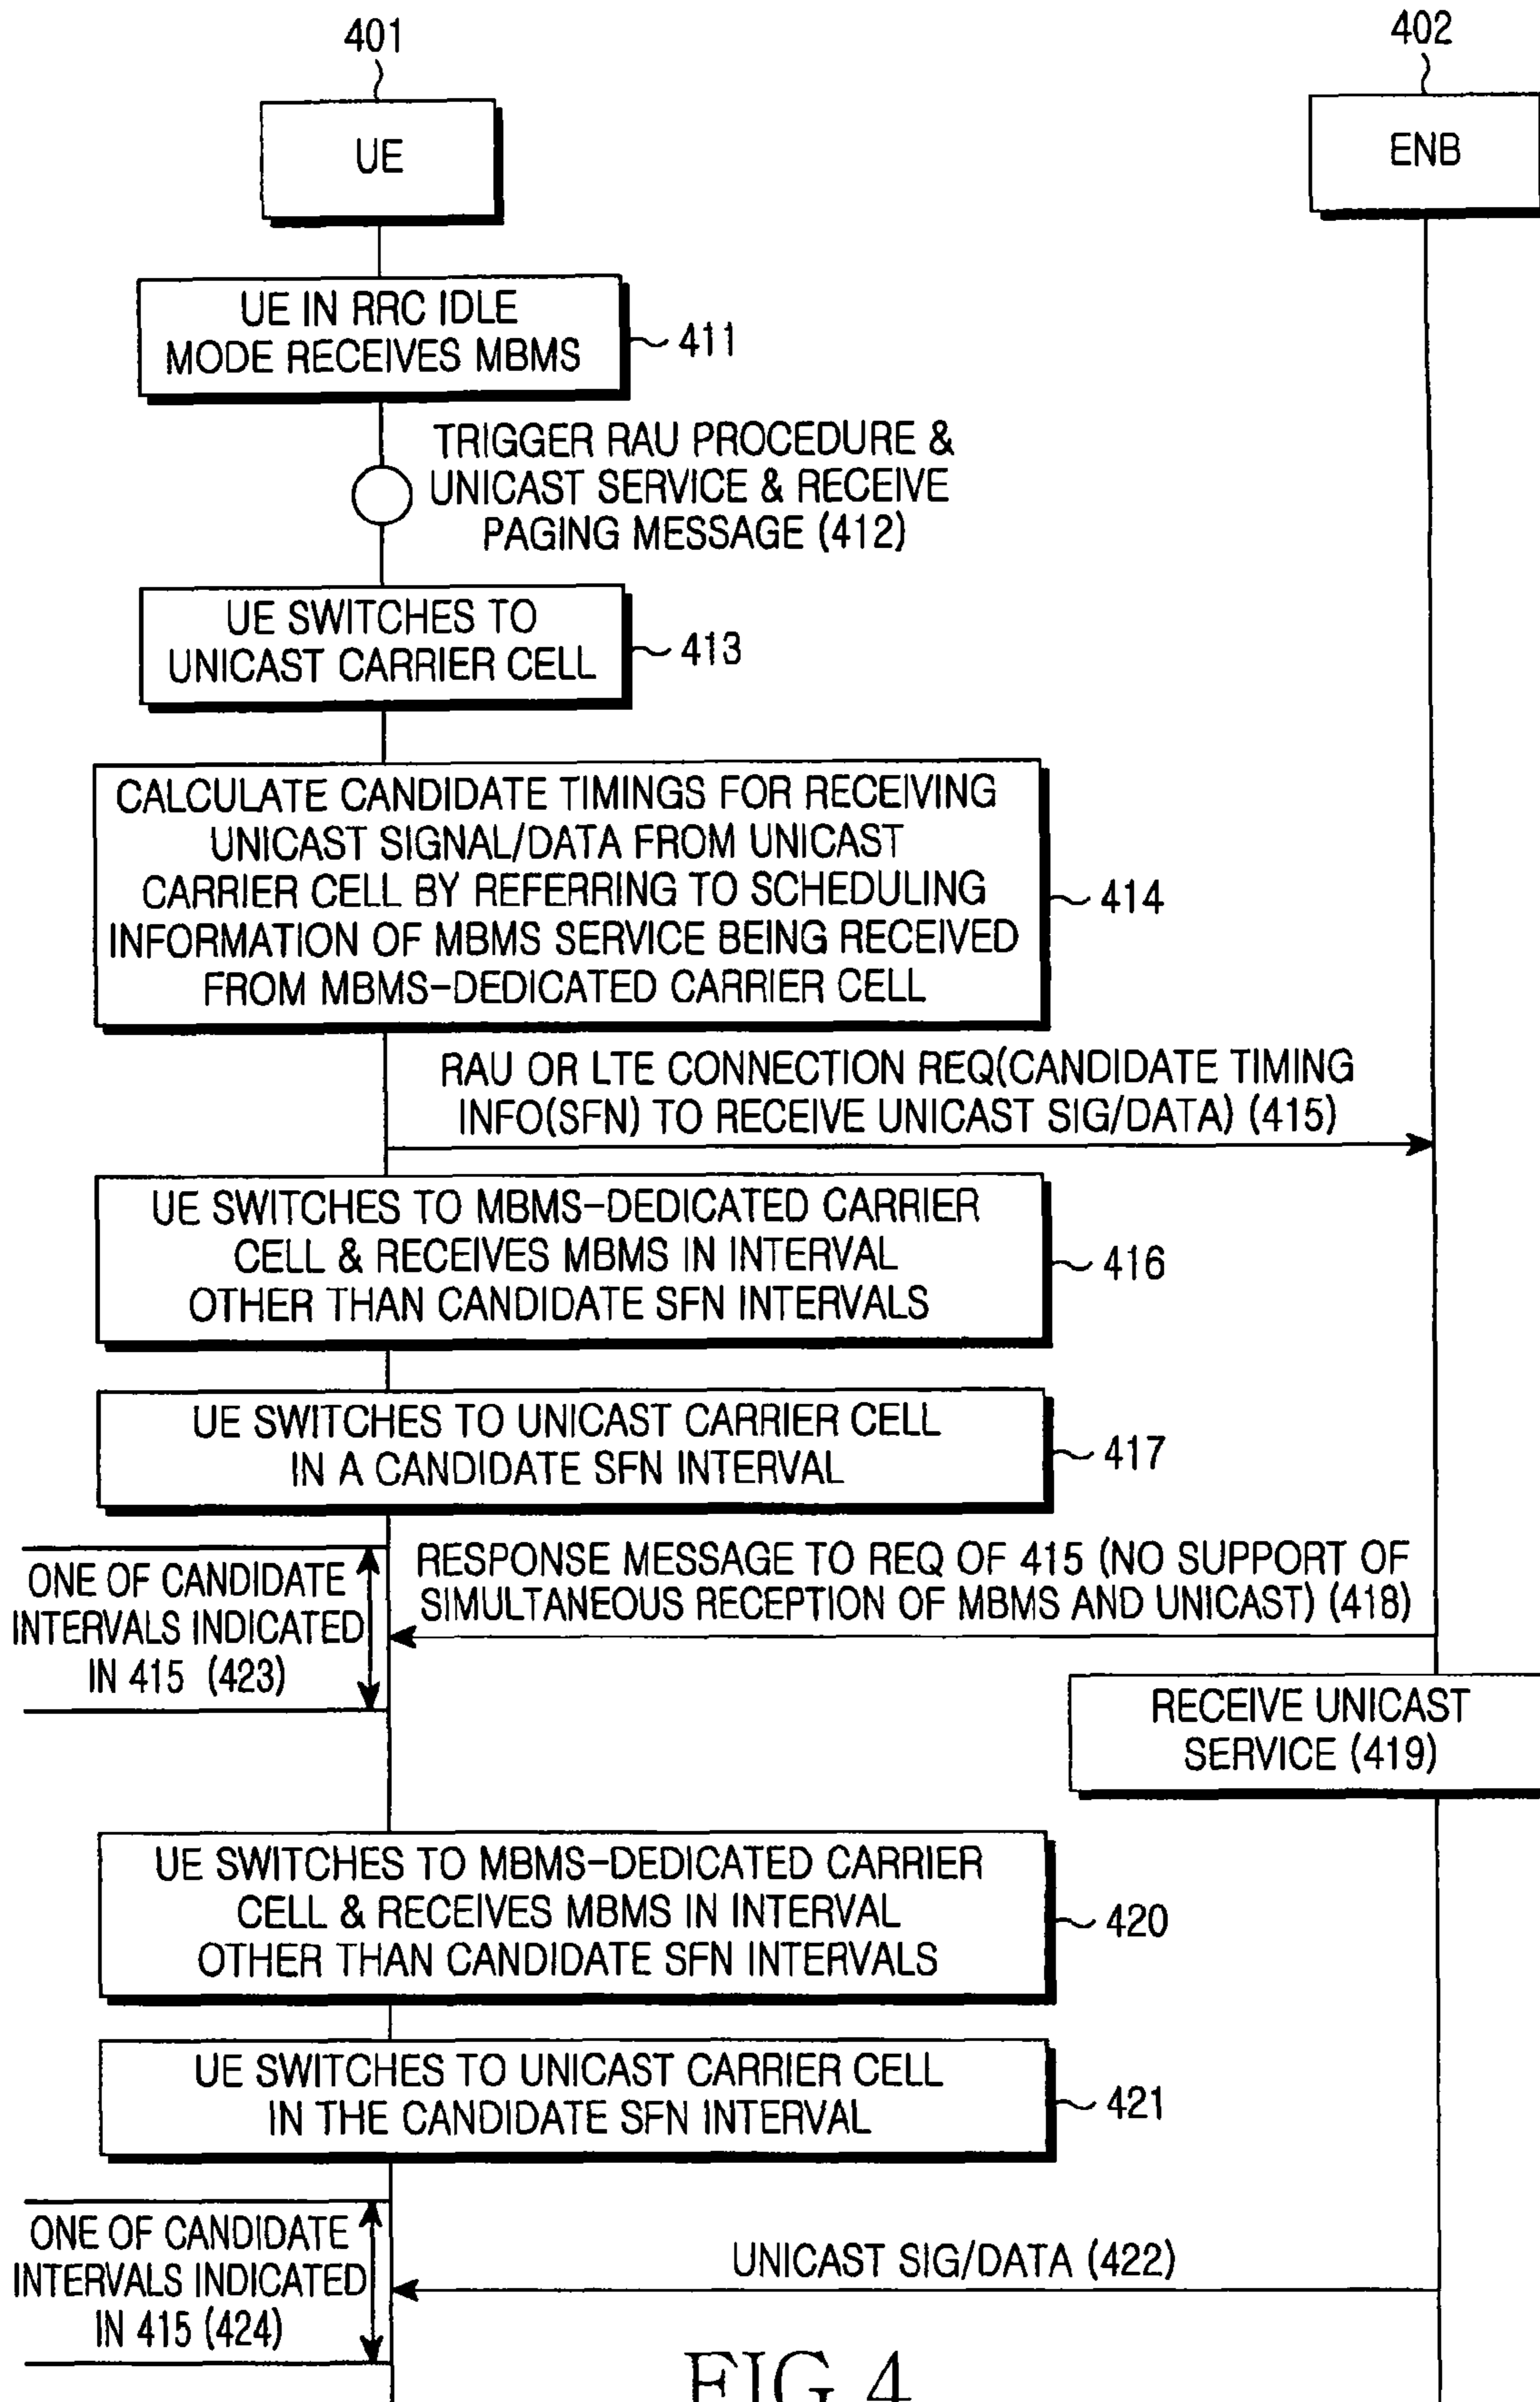 401
402
UE
ENB
UE IN RRC IDLE
MODE RECEIVES MBMS
411
TRIGGER RAU PROCEDURE &
UNICAST SERVICE & RECEIVE
PAGING MESSAGE (412)
UE SWITCHES TO
UNICAST CARRIER CELL
413
CALCULATE CANDIDATE TIMINGS FOR RECEIVING
UNICAST SIGNAL/DATA FROM UNICAST
CARRIER CELL BY REFERRING TO SCHEDULING
INFORMATION OF MBMS SERVICE BEING RECEIVED
FROM MBMS-DEDICATED CARRIER CELL
414
RAU OR LTE CONNECTION REQ(CANDIDATE TIMING
INFO(SFN) TO RECEIVE UNICAST SIG/DATA) (415)
UE SWITCHES TO MBMS-DEDICATED CARRIER
CELL & RECEIVES MBMS IN INTERVAL
OTHER THAN CANDIDATE SFN INTERVALS
416
UE SWITCHES TO UNICAST CARRIER CELL
IN A CANDIDATE SFN INTERVAL
417
ONE OF CANDIDATE
INTERVALS INDICATED
IN 415 (423)
RESPONSE MESSAGE TO REQ OF 415 (NO SUPPORT OF
SIMULTANEOUS RECEPTION OF MBMS AND UNICAST) (418)
RECEIVE UNICAST
SERVICE (419)
UE SWITCHES TO MBMS-DEDICATED CARRIER
CELL & RECEIVES MBMS IN INTERVAL
OTHER THAN CANDIDATE SFN INTERVALS
420
UE SWITCHES TO UNICAST CARRIER CELL
IN THE CANDIDATE SFN INTERVAL
421
ONE OF CANDIDATE
INTERVALS INDICATED
IN 415 (424)
UNICAST SIG/DATA (422)
FIG.4